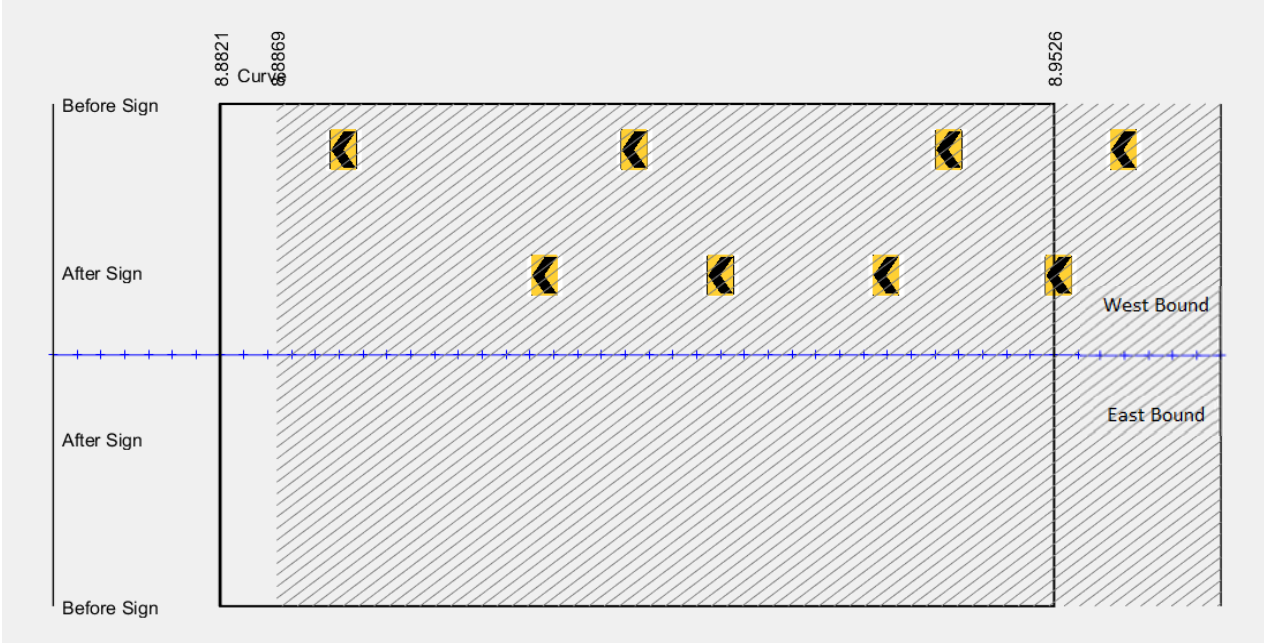 8.8821
Curve
8.8869
8.9526
Before Sign
After Sign
West Bound
East Bound
After Sign
Before Sign